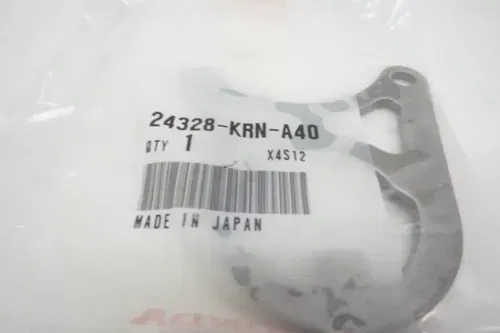 24328-KRN-A40
QTY 1
X4S12
MADE IN JAPAN